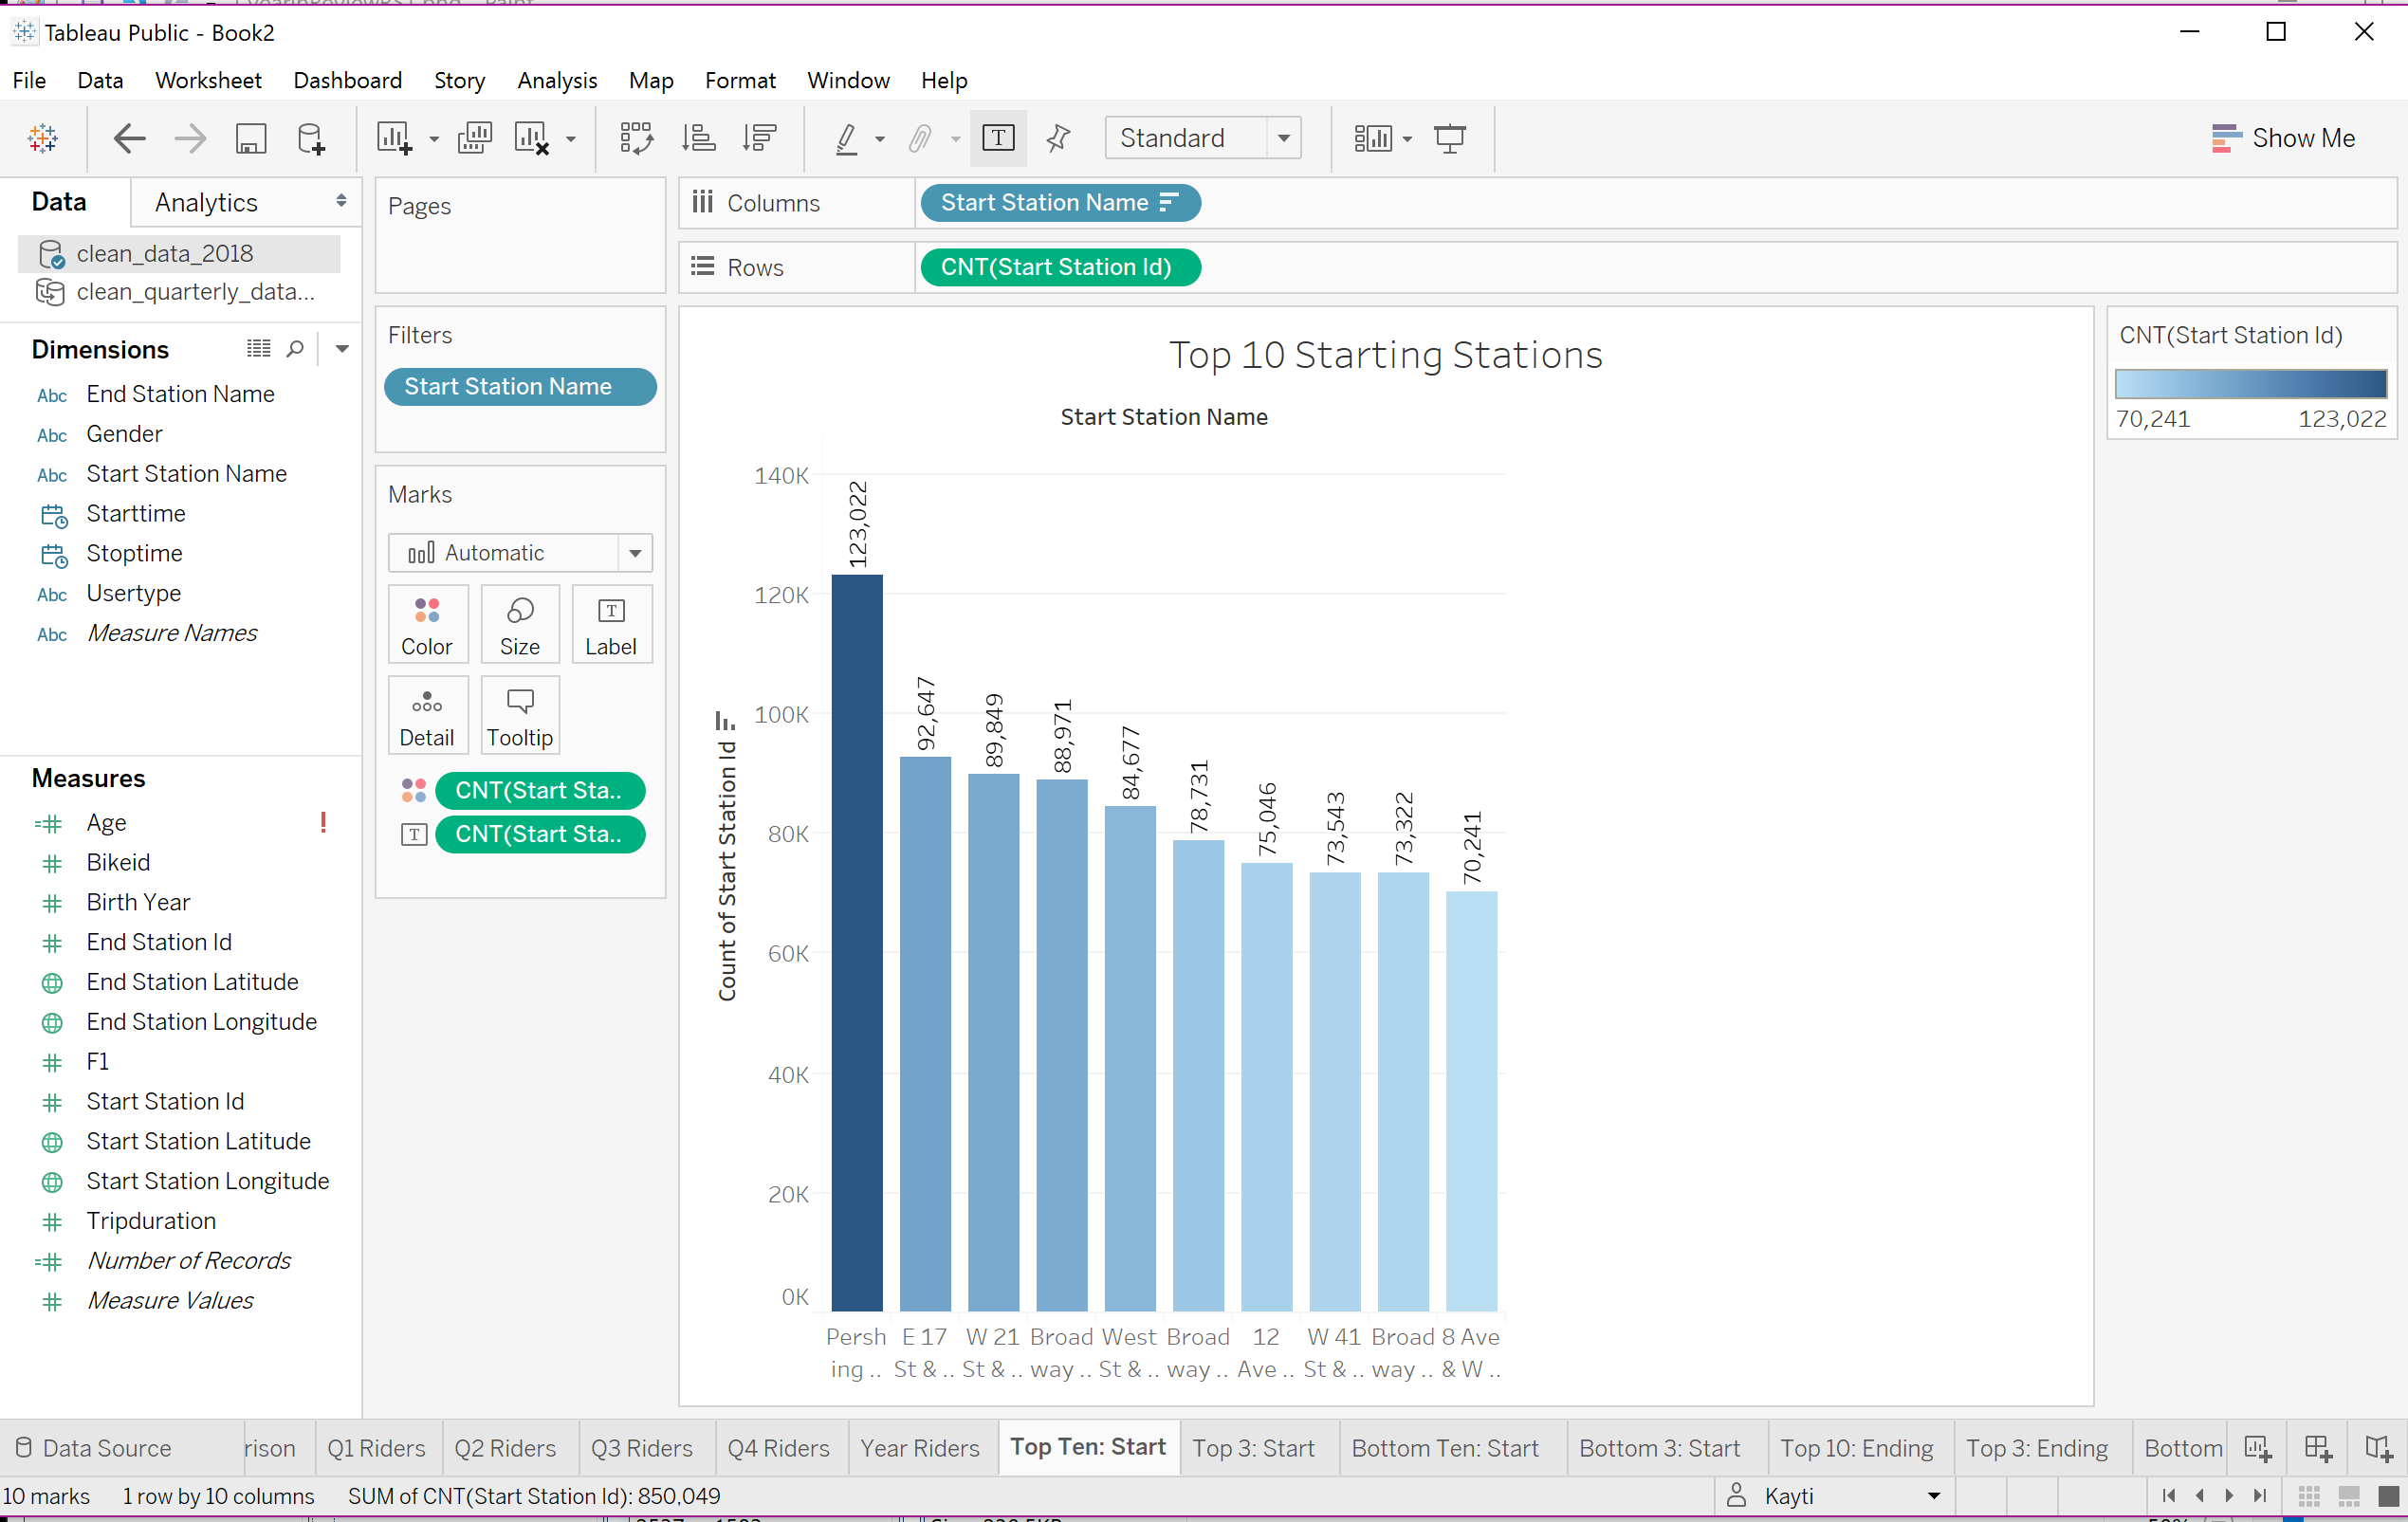 Tableau Public - Book2
File Data Worksheet Dashboard Story Analysis Map Format Window Help
T Standard Show Me
Data Analytics
clean_data_2018
clean_quarterly_data...
Dimensions
Abc End Station Name
Abc Gender
Abc Start Station Name
Starttime
Stoptime
Abc Usertype
Abc Measure Names
Measures
Age !
Bikeid
Birth Year
End Station Id
End Station Latitude
End Station Longitude
F1
Start Station Id
Start Station Latitude
Start Station Longitude
Tripduration
Number of Records
Measure Values
Pages
Filters
Start Station Name
Marks
Automatic
Color Size T Label
Detail Tooltip
CNT(Start Sta..
T CNT(Start Sta..
Columns Start Station Name
Rows CNT(Start Station Id)
Top 10 Starting Stations
Start Station Name
Count of Start Station Id
140K
120K
100K
80K
60K
40K
20K
0K
123,022
92,647
89,849
88,971
84,677
78,731
75,046
73,543
73,322
70,241
Persh E 17 W 21 Broad West Broad 12 W 41 Broad 8 Ave
ing .. St & .. St & .. way .. St & .. way .. Ave .. St & .. way .. & W ..
CNT(Start Station Id)
70,241 123,022
Data Source rison Q1 Riders Q2 Riders Q3 Riders Q4 Riders Year Riders Top Ten: Start Top 3: Start Bottom Ten: Start Bottom 3: Start Top 10: Ending Top 3: Ending Bottom
10 marks 1 row by 10 columns SUM of CNT(Start Station Id): 850,049 Kayti